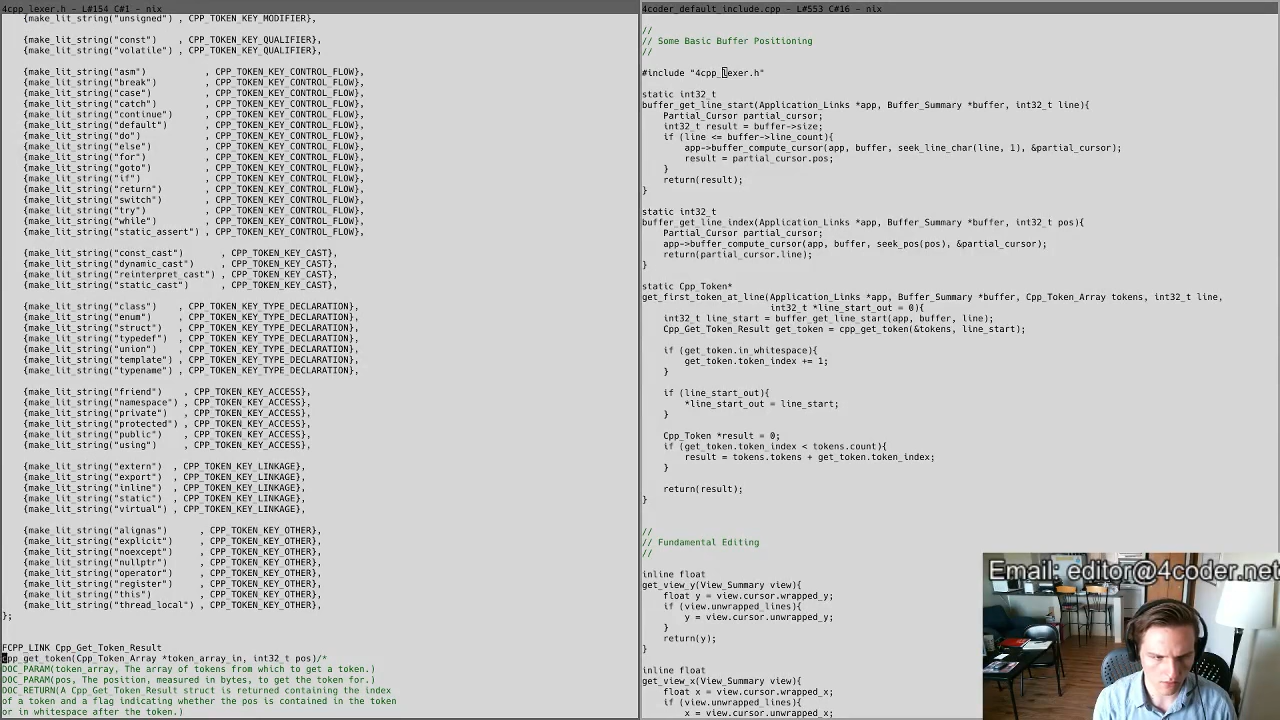 4cpp_lexer.h - L#154 C#1 - nix
{make_lit_string("unsigned") , CPP_TOKEN_KEY_MODIFIER},
{make_lit_string("const") , CPP_TOKEN_KEY_QUALIFIER},
{make_lit_string("volatile") , CPP_TOKEN_KEY_QUALIFIER},
{make_lit_string("asm") , CPP_TOKEN_KEY_CONTROL_FLOW},
{make_lit_string("break") , CPP_TOKEN_KEY_CONTROL_FLOW},
{make_lit_string("case") , CPP_TOKEN_KEY_CONTROL_FLOW},
{make_lit_string("catch") , CPP_TOKEN_KEY_CONTROL_FLOW},
{make_lit_string("continue") , CPP_TOKEN_KEY_CONTROL_FLOW},
{make_lit_string("default") , CPP_TOKEN_KEY_CONTROL_FLOW},
{make_lit_string("do") , CPP_TOKEN_KEY_CONTROL_FLOW},
{make_lit_string("else") , CPP_TOKEN_KEY_CONTROL_FLOW},
{make_lit_string("for") , CPP_TOKEN_KEY_CONTROL_FLOW},
{make_lit_string("goto") , CPP_TOKEN_KEY_CONTROL_FLOW},
{make_lit_string("if") , CPP_TOKEN_KEY_CONTROL_FLOW},
{make_lit_string("return") , CPP_TOKEN_KEY_CONTROL_FLOW},
{make_lit_string("switch") , CPP_TOKEN_KEY_CONTROL_FLOW},
{make_lit_string("try") , CPP_TOKEN_KEY_CONTROL_FLOW},
{make_lit_string("while") , CPP_TOKEN_KEY_CONTROL_FLOW},
{make_lit_string("static_assert") , CPP_TOKEN_KEY_CONTROL_FLOW},
{make_lit_string("const_cast") , CPP_TOKEN_KEY_CAST},
{make_lit_string("dynamic_cast") , CPP_TOKEN_KEY_CAST},
{make_lit_string("reinterpret_cast") , CPP_TOKEN_KEY_CAST},
{make_lit_string("static_cast") , CPP_TOKEN_KEY_CAST},
{make_lit_string("class") , CPP_TOKEN_KEY_TYPE_DECLARATION},
{make_lit_string("enum") , CPP_TOKEN_KEY_TYPE_DECLARATION},
{make_lit_string("struct") , CPP_TOKEN_KEY_TYPE_DECLARATION},
{make_lit_string("typedef") , CPP_TOKEN_KEY_TYPE_DECLARATION},
{make_lit_string("union") , CPP_TOKEN_KEY_TYPE_DECLARATION},
{make_lit_string("template") , CPP_TOKEN_KEY_TYPE_DECLARATION},
{make_lit_string("typename") , CPP_TOKEN_KEY_TYPE_DECLARATION},
{make_lit_string("friend") , CPP_TOKEN_KEY_ACCESS},
{make_lit_string("namespace") , CPP_TOKEN_KEY_ACCESS},
{make_lit_string("private") , CPP_TOKEN_KEY_ACCESS},
{make_lit_string("protected") , CPP_TOKEN_KEY_ACCESS},
{make_lit_string("public") , CPP_TOKEN_KEY_ACCESS},
{make_lit_string("using") , CPP_TOKEN_KEY_ACCESS},
{make_lit_string("extern") , CPP_TOKEN_KEY_LINKAGE},
{make_lit_string("export") , CPP_TOKEN_KEY_LINKAGE},
{make_lit_string("inline") , CPP_TOKEN_KEY_LINKAGE},
{make_lit_string("static") , CPP_TOKEN_KEY_LINKAGE},
{make_lit_string("virtual") , CPP_TOKEN_KEY_LINKAGE},
{make_lit_string("alignas") , CPP_TOKEN_KEY_OTHER},
{make_lit_string("explicit") , CPP_TOKEN_KEY_OTHER},
{make_lit_string("noexcept") , CPP_TOKEN_KEY_OTHER},
{make_lit_string("nullptr") , CPP_TOKEN_KEY_OTHER},
{make_lit_string("operator") , CPP_TOKEN_KEY_OTHER},
{make_lit_string("register") , CPP_TOKEN_KEY_OTHER},
{make_lit_string("this") , CPP_TOKEN_KEY_OTHER},
{make_lit_string("thread_local") , CPP_TOKEN_KEY_OTHER},
};
FCPP_LINK Cpp_Get_Token_Result
cpp_get_token(Cpp_Token_Array *token_array_in, int32_t pos)/*
DOC_PARAM(token_array, The array of tokens from which to get a token.)
DOC_PARAM(pos, The position, measured in bytes, to get the token for.)
DOC_RETURN(A Cpp_Get_Token_Result struct is returned containing the index
of a token and a flag indicating whether the pos is contained in the token
or in whitespace after the token.)
4coder_default_include.cpp - L#553 C#16 - nix
//
// Some Basic Buffer Positioning
//
#include "4cpp_lexer.h"
static int32_t
buffer_get_line_start(Application_Links *app, Buffer_Summary *buffer, int32_t line){
Partial_Cursor partial_cursor;
int32_t result = buffer->size;
if (line <= buffer->line_count){
app->buffer_compute_cursor(app, buffer, seek_line_char(line, 1), &partial_cursor);
result = partial_cursor.pos;
}
return(result);
}
static int32_t
buffer_get_line_index(Application_Links *app, Buffer_Summary *buffer, int32_t pos){
Partial_Cursor partial_cursor;
app->buffer_compute_cursor(app, buffer, seek_pos(pos), &partial_cursor);
return(partial_cursor.line);
}
static Cpp_Token*
get_first_token_at_line(Application_Links *app, Buffer_Summary *buffer, Cpp_Token_Array tokens, int32_t line,
int32_t *line_start_out = 0){
int32_t line_start = buffer_get_line_start(app, buffer, line);
Cpp_Get_Token_Result get_token = cpp_get_token(&tokens, line_start);
if (get_token.in_whitespace){
get_token.token_index += 1;
}
if (line_start_out){
*line_start_out = line_start;
}
Cpp_Token *result = 0;
if (get_token.token_index < tokens.count){
result = tokens.tokens + get_token.token_index;
}
return(result);
}
//
// Fundamental Editing
//
inline float
get_view_y(View_Summary view){
float y = view.cursor.wrapped_y;
if (view.unwrapped_lines){
y = view.cursor.unwrapped_y;
}
return(y);
}
inline float
get_view_x(View_Summary view){
float x = view.cursor.wrapped_x;
if (view.unwrapped_lines){
x = view.cursor.unwrapped_x;
Email: editor@4coder.net